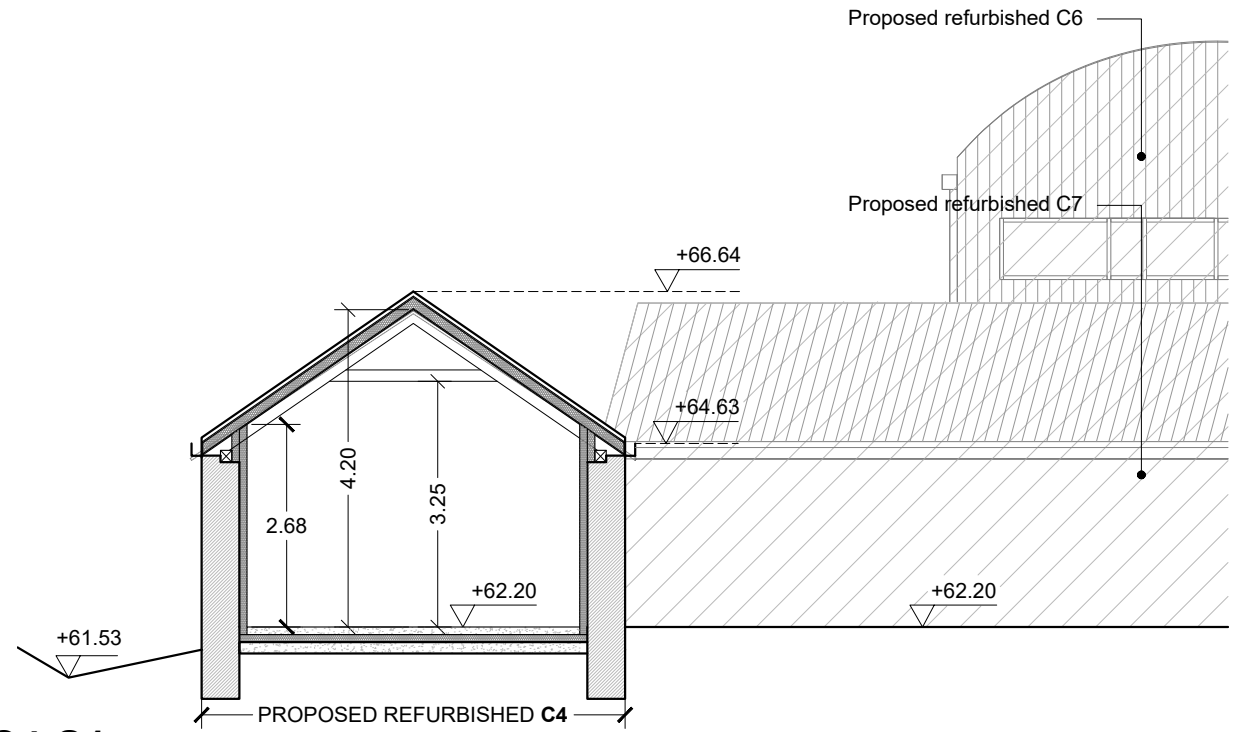 Proposed refurbished C6
Proposed refurbished C7
+66.64
+64.63
4.20
3.25
2.68
+62.20
+62.20
+61.53
PROPOSED REFURBISHED C4